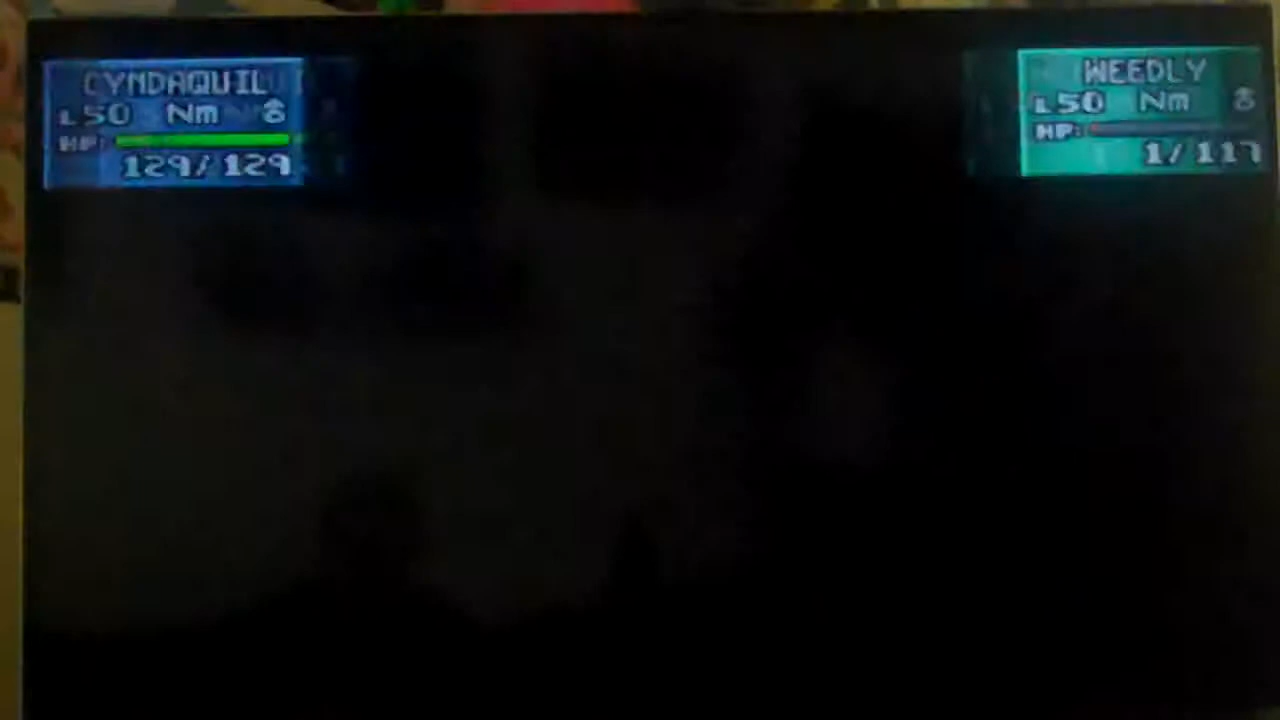 CYNDAQUIL
L50 Nm ♂
HP:
129/129
WEEDLY
L50 Nm ♂
HP:
1/117